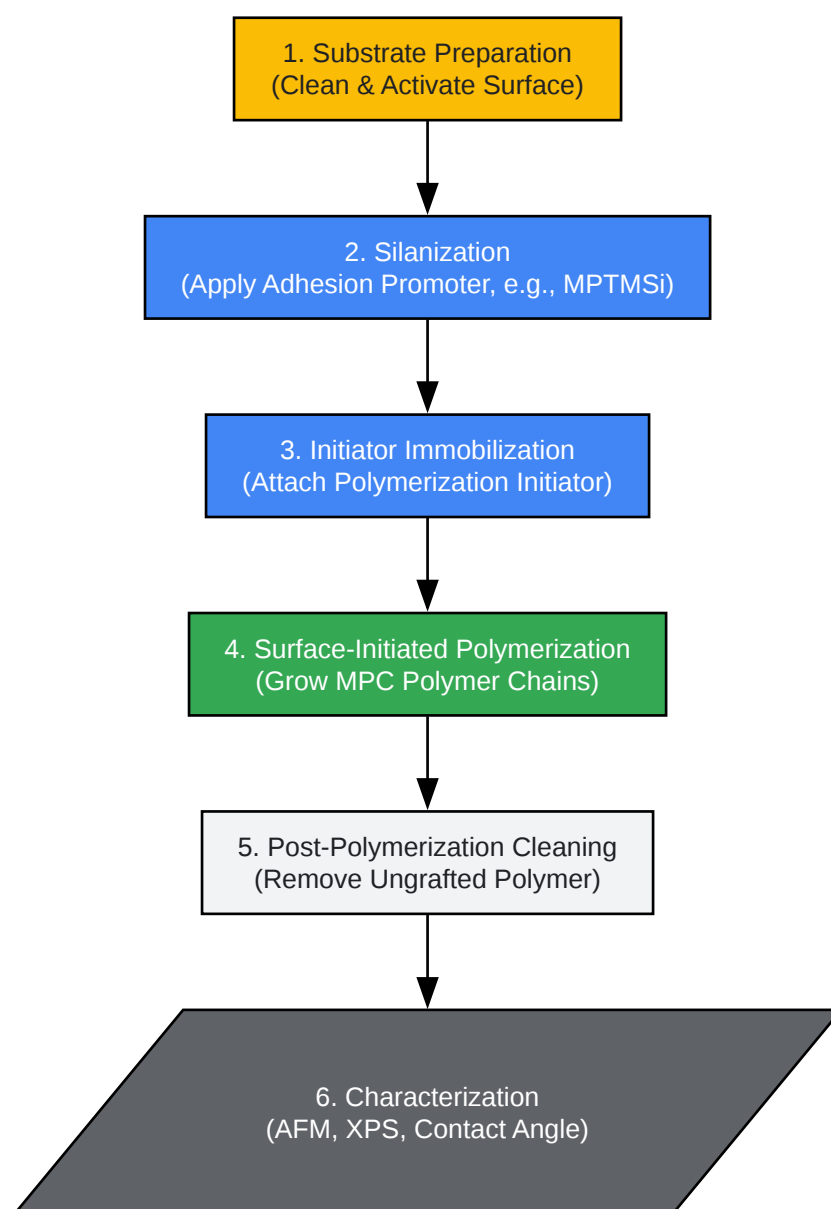 1. Substrate Preparation
(Clean & Activate Surface)
2. Silanization
(Apply Adhesion Promoter, e.g., MPTMSi)
3. Initiator Immobilization
(Attach Polymerization Initiator)
4. Surface-Initiated Polymerization
(Grow MPC Polymer Chains)
5. Post-Polymerization Cleaning
(Remove Ungrafted Polymer)
6. Characterization
(AFM, XPS, Contact Angle)